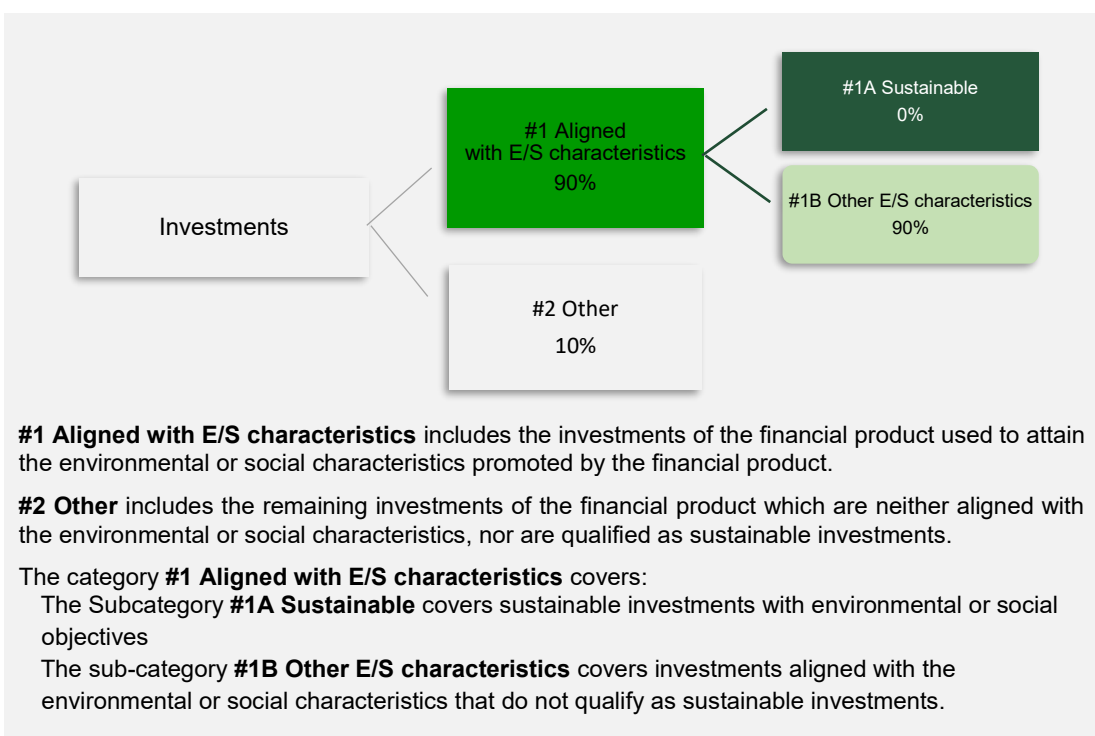 Investments
#1 Aligned
with E/S characteristics
90%
#2 Other
10%
#1A Sustainable
0%
#1B Other E/S characteristics
90%
#1 Aligned with E/S characteristics includes the investments of the financial product used to attain
the environmental or social characteristics promoted by the financial product.
#2 Other includes the remaining investments of the financial product which are neither aligned with
the environmental or social characteristics, nor are qualified as sustainable investments.
The category #1 Aligned with E/S characteristics covers:
The Subcategory #1A Sustainable covers sustainable investments with environmental or social
objectives
The sub-category #1B Other E/S characteristics covers investments aligned with the
environmental or social characteristics that do not qualify as sustainable investments.